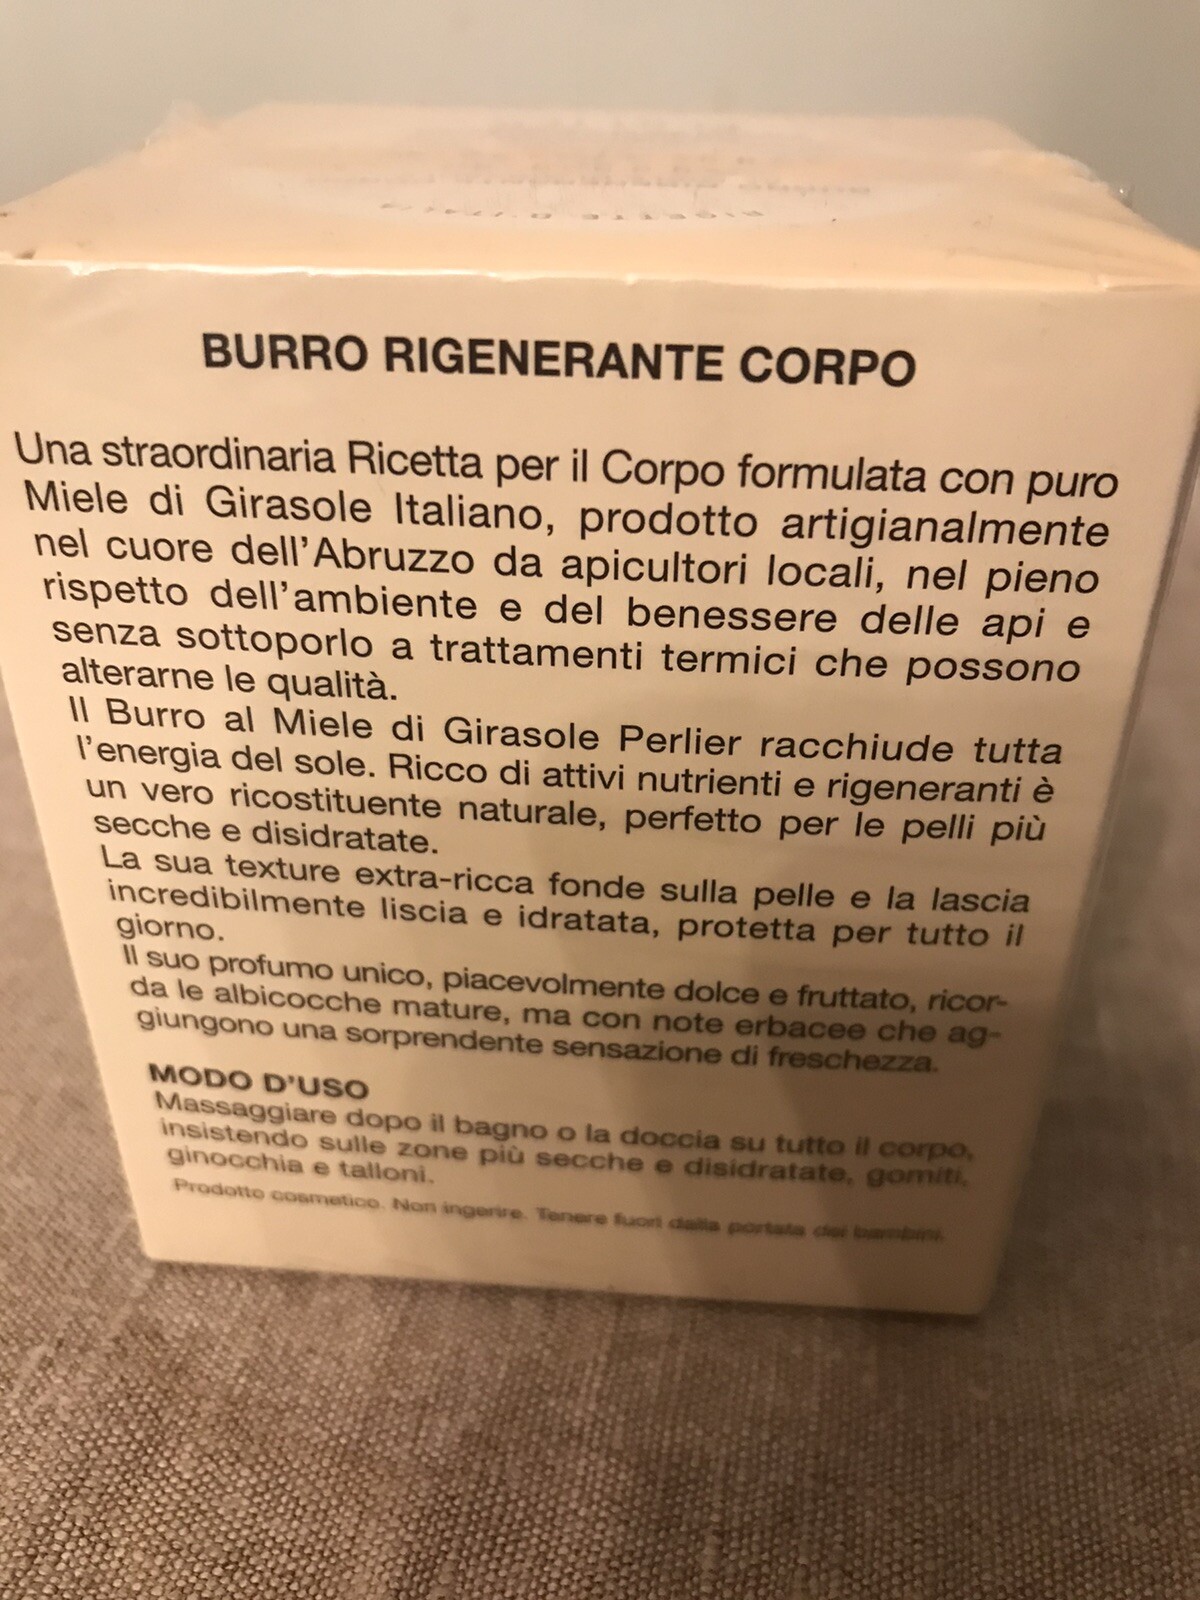 BURRO RIGENERANTE CORPO
Una straordinaria Ricetta per il Corpo formulata con puro
Miele di Girasole Italiano, prodotto artigianalmente
nel cuore dell'Abruzzo da apicultori locali, nel pieno
rispetto dell'ambiente e del benessere delle api e
senza sottoporlo a trattamenti termici che possono
alterarne le qualità.
Il Burro al Miele di Girasole Perlier racchiude tutta
l'energia del sole. Ricco di attivi nutrienti e rigeneranti è
un vero ricostituente naturale, perfetto per le pelli più
secche e disidratate.
La sua texture extra-ricca fonde sulla pelle e la lascia
incredibilmente liscia e idratata, protetta per tutto il
giorno.
Il suo profumo unico, piacevolmente dolce e fruttato, ricor-
da le albicocche mature, ma con note erbacee che ag-
giungono una sorprendente sensazione di freschezza.
MODO D'USO
Massaggiare dopo il bagno o la doccia su tutto il corpo,
insistendo sulle zone più secche e disidratate, gomiti,
ginocchia e talloni.
Prodotto cosmetico. Non ingerire. Tenere fuori dalla portata dei bambini.